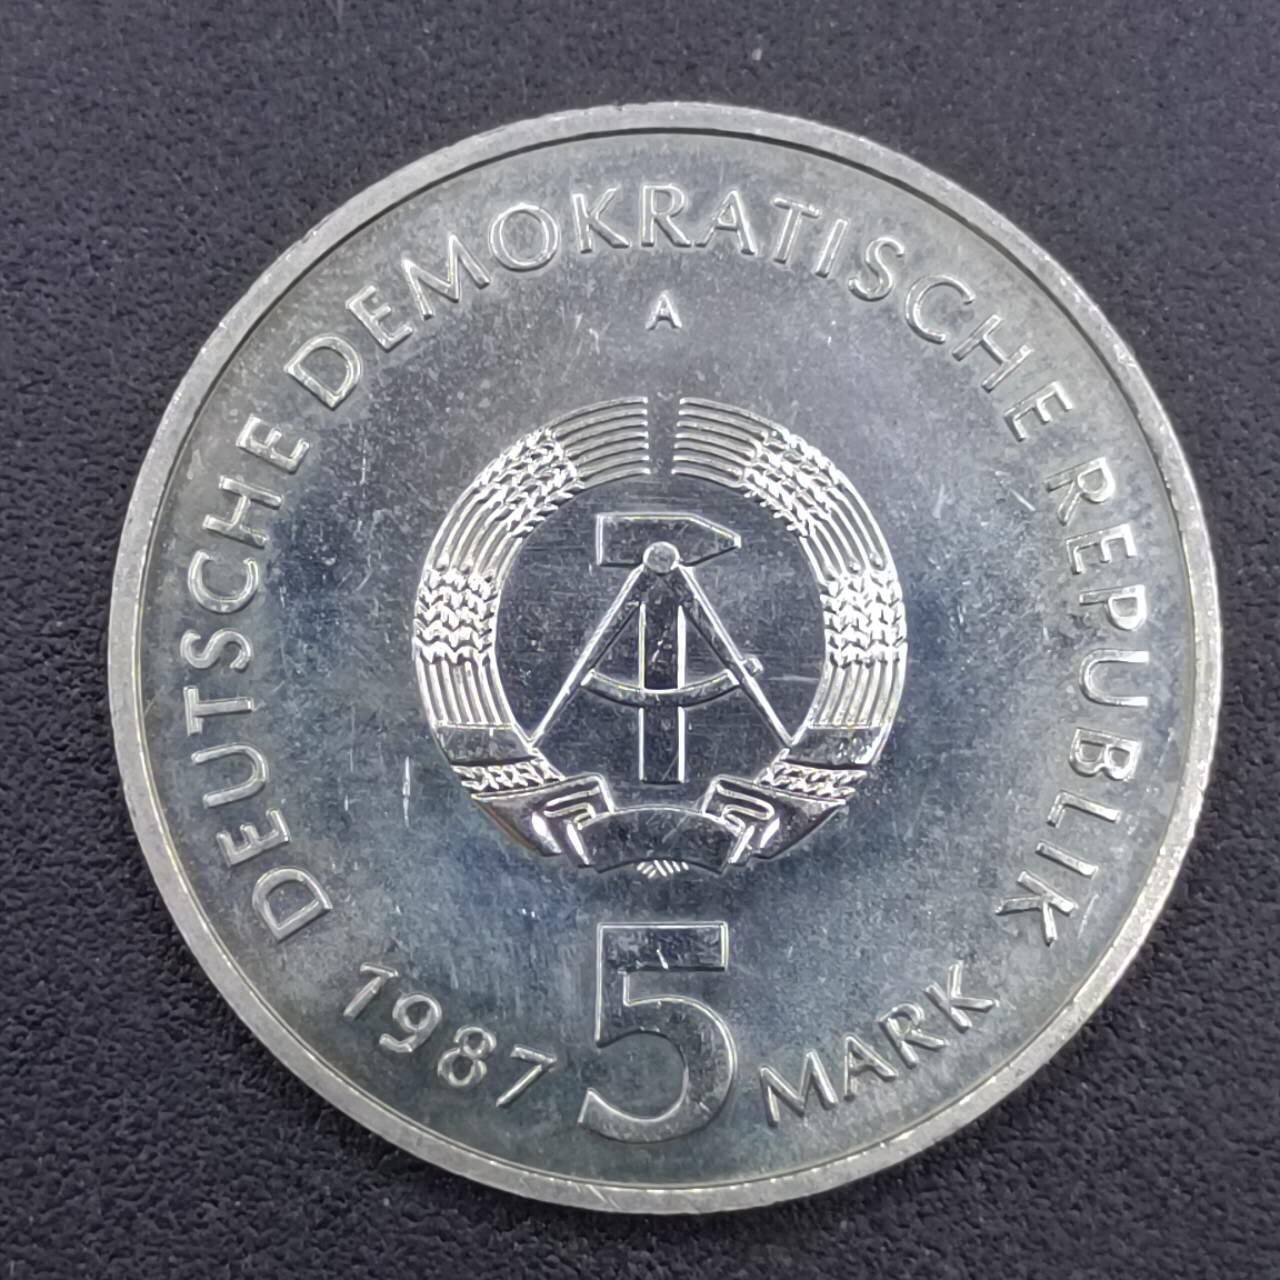 DEUTSCHE DEMOKRATISCHE REPUBLIK
A
1987 5 MARK